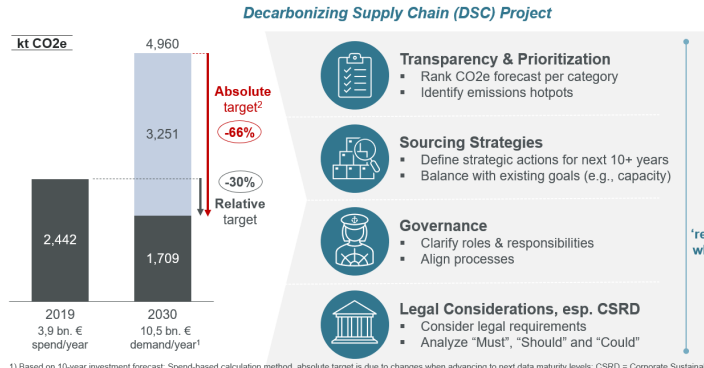 Decarbonizing Supply Chain (DSC) Project
kt CO2e
4,960
3,251
1,709
2,442
Absolute
target2
-66%
-30%
Relative
target
2019
3,9 bn. €
spend/year
2030
10,5 bn. €
demand/year1
Transparency & Prioritization
▪ Rank CO2e forecast per category
▪ Identify emissions hotpots
Sourcing Strategies
▪ Define strategic actions for next 10+ years
▪ Balance with existing goals (e.g., capacity)
Governance
▪ Clarify roles & responsibilities
▪ Align processes
Legal Considerations, esp. CSRD
▪ Consider legal requirements
▪ Analyze “Must”, “Should” and “Could”
1) Based on 10-year investment forecast; Spend-based calculation method, absolute target is due to changes when advancing to next data maturity levels; CSRD = Corporate